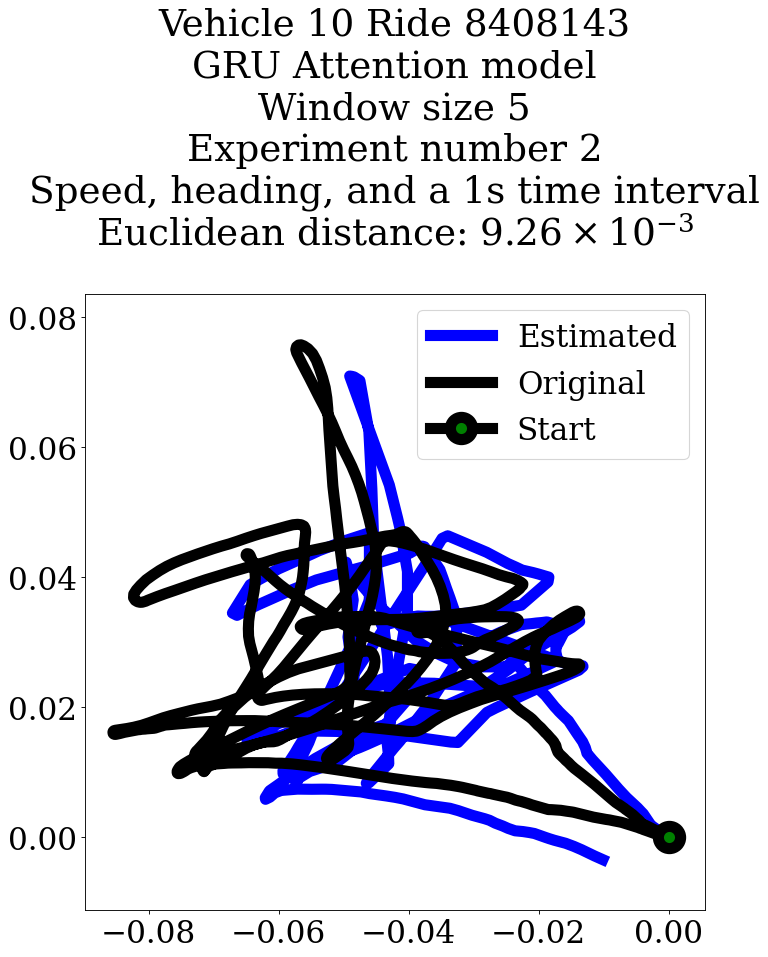 Vehicle 10 Ride 8408143
GRU Attention model
Window size 5
Experiment number 2
Speed, heading, and a 1s time interval
Euclidean distance: 9.26 × 10⁻³
Estimated
Original
Start
0.08
0.06
0.04
0.02
0.00
−0.08 −0.06 −0.04 −0.02 0.00